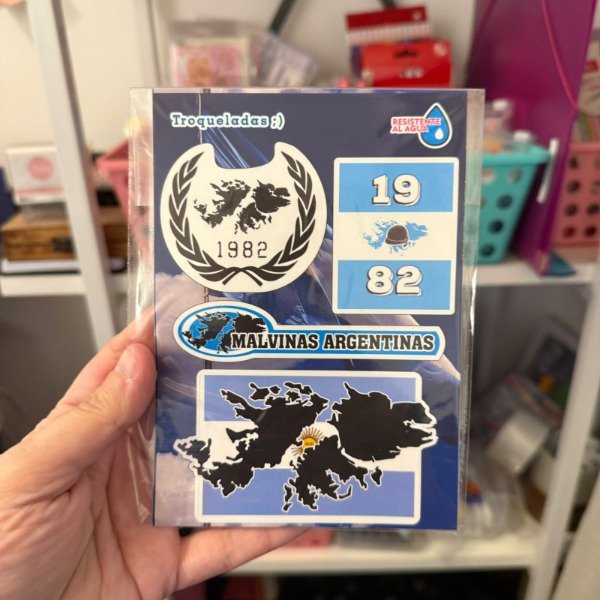 Troqueladas ;)
RESISTENTE
AL AGUA
1982
19
82
MALVINAS ARGENTINAS